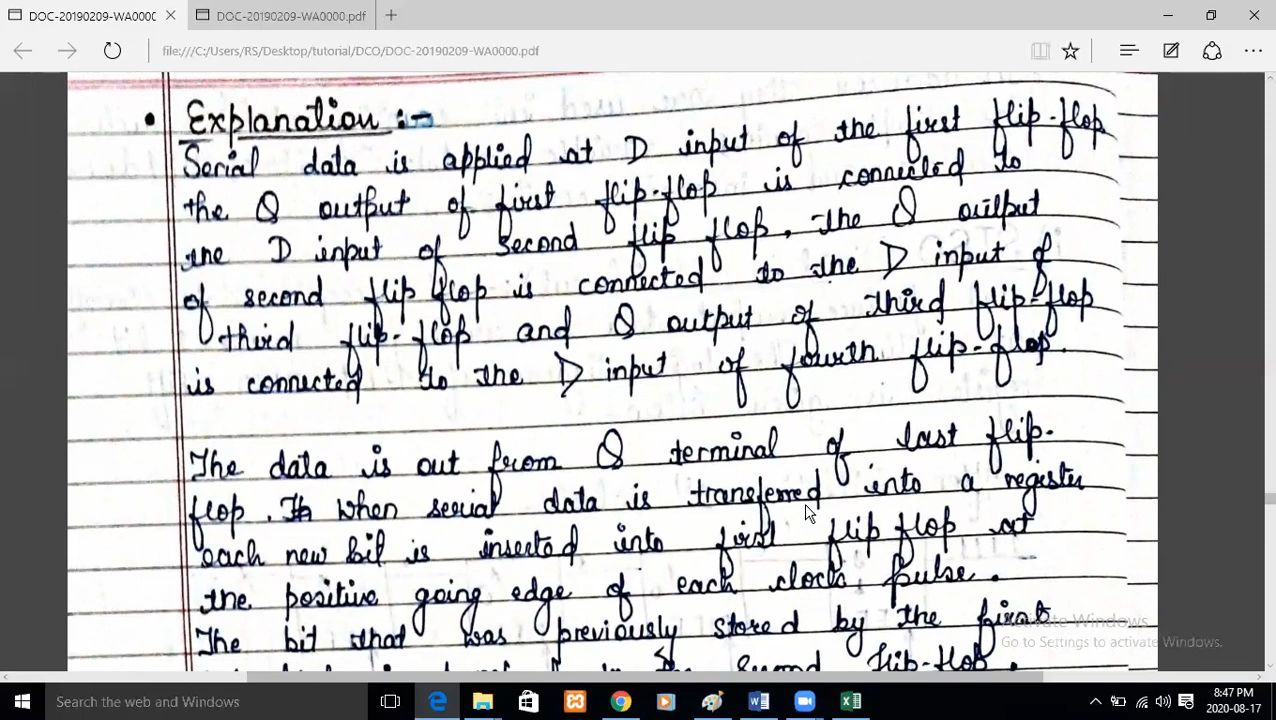 DOC-20190209-WA0000
DOC-20190209-WA0000.pdf
file:///C:/Users/RS/Desktop/tutorial/DCO/DOC-20190209-WA0000.pdf
Explanation :-
Serial data is applied at D input of the first flip-flop
the Q output of first flip-flop is connected to
the D input of second flip flop, the Q output
of second flip flop is connected to the D input of
third flip-flop and Q output of third flip-flop
is connected to the D input of fourth flip-flop.
The data is out from Q terminal of last flip-
flop. when serial data is transferred into a register
each new bit is inserted into first flip flop at
the positive going edge of each clock pulse.
The bit that was previously stored by the first
the second flip-flop.
Activate Windows
Go to Settings to activate Windows.
Search the web and Windows
8:47 PM
2020-08-17